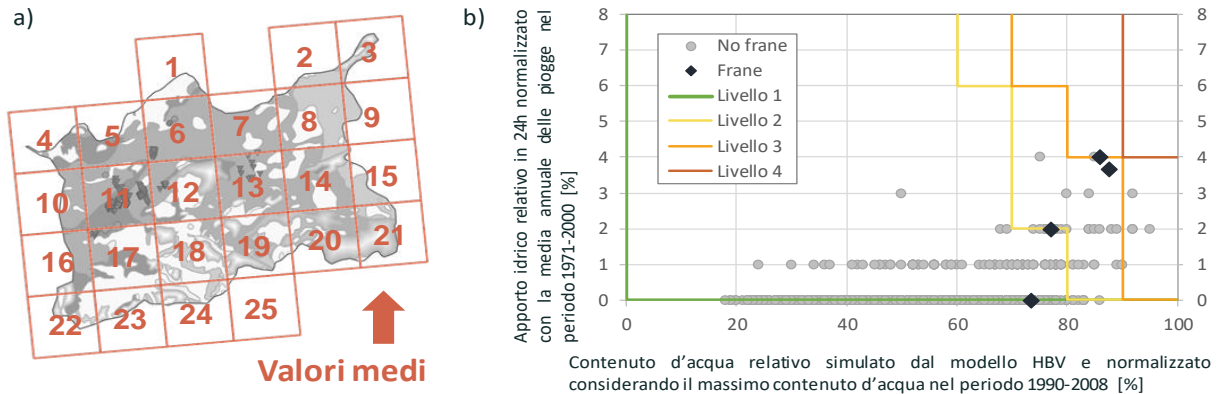 a)
1
2
3
4
5
6
7
8
9
10
11
12
13
14
15
16
17
18
19
20
21
22
23
24
25
Valori medi
b)
Apporto idrico relativo in 24h normalizzato
con la media annuale delle piogge nel
periodo 1971-2000 [%]
8
7
6
5
4
3
2
1
0
No frane
Frane
Livello 1
Livello 2
Livello 3
Livello 4
8
7
6
5
4
3
2
1
0
0 20 40 60 80 100
Contenuto d'acqua relativo simulato dal modello HBV e normalizzato
considerando il massimo contenuto d'acqua nel periodo 1990-2008 [%]